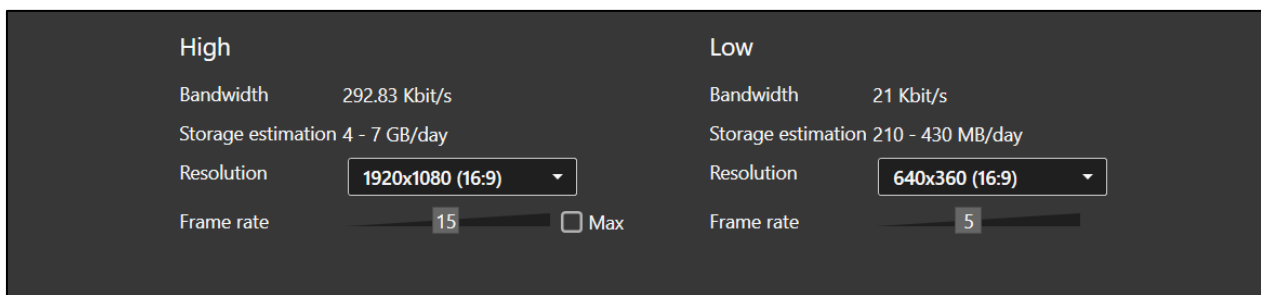 High
Bandwidth 292.83 Kbit/s
Storage estimation 4 - 7 GB/day
Resolution 1920x1080 (16:9)
Frame rate 15 Max
Low
Bandwidth 21 Kbit/s
Storage estimation 210 - 430 MB/day
Resolution 640x360 (16:9)
Frame rate 5